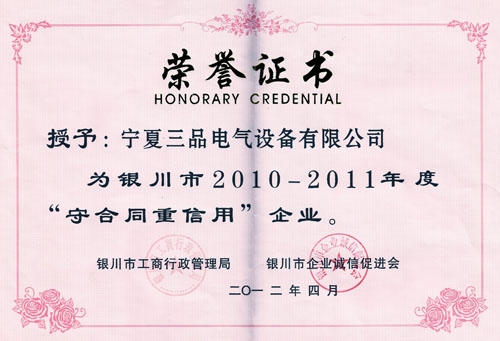 荣誉证书
HONORARY CREDENTIAL
授予：宁夏三品电气设备有限公司
为银川市2010-2011年度
“守合同重信用”企业。
银川市工商行政管理局 银川市企业诚信促进会
二〇一二年四月